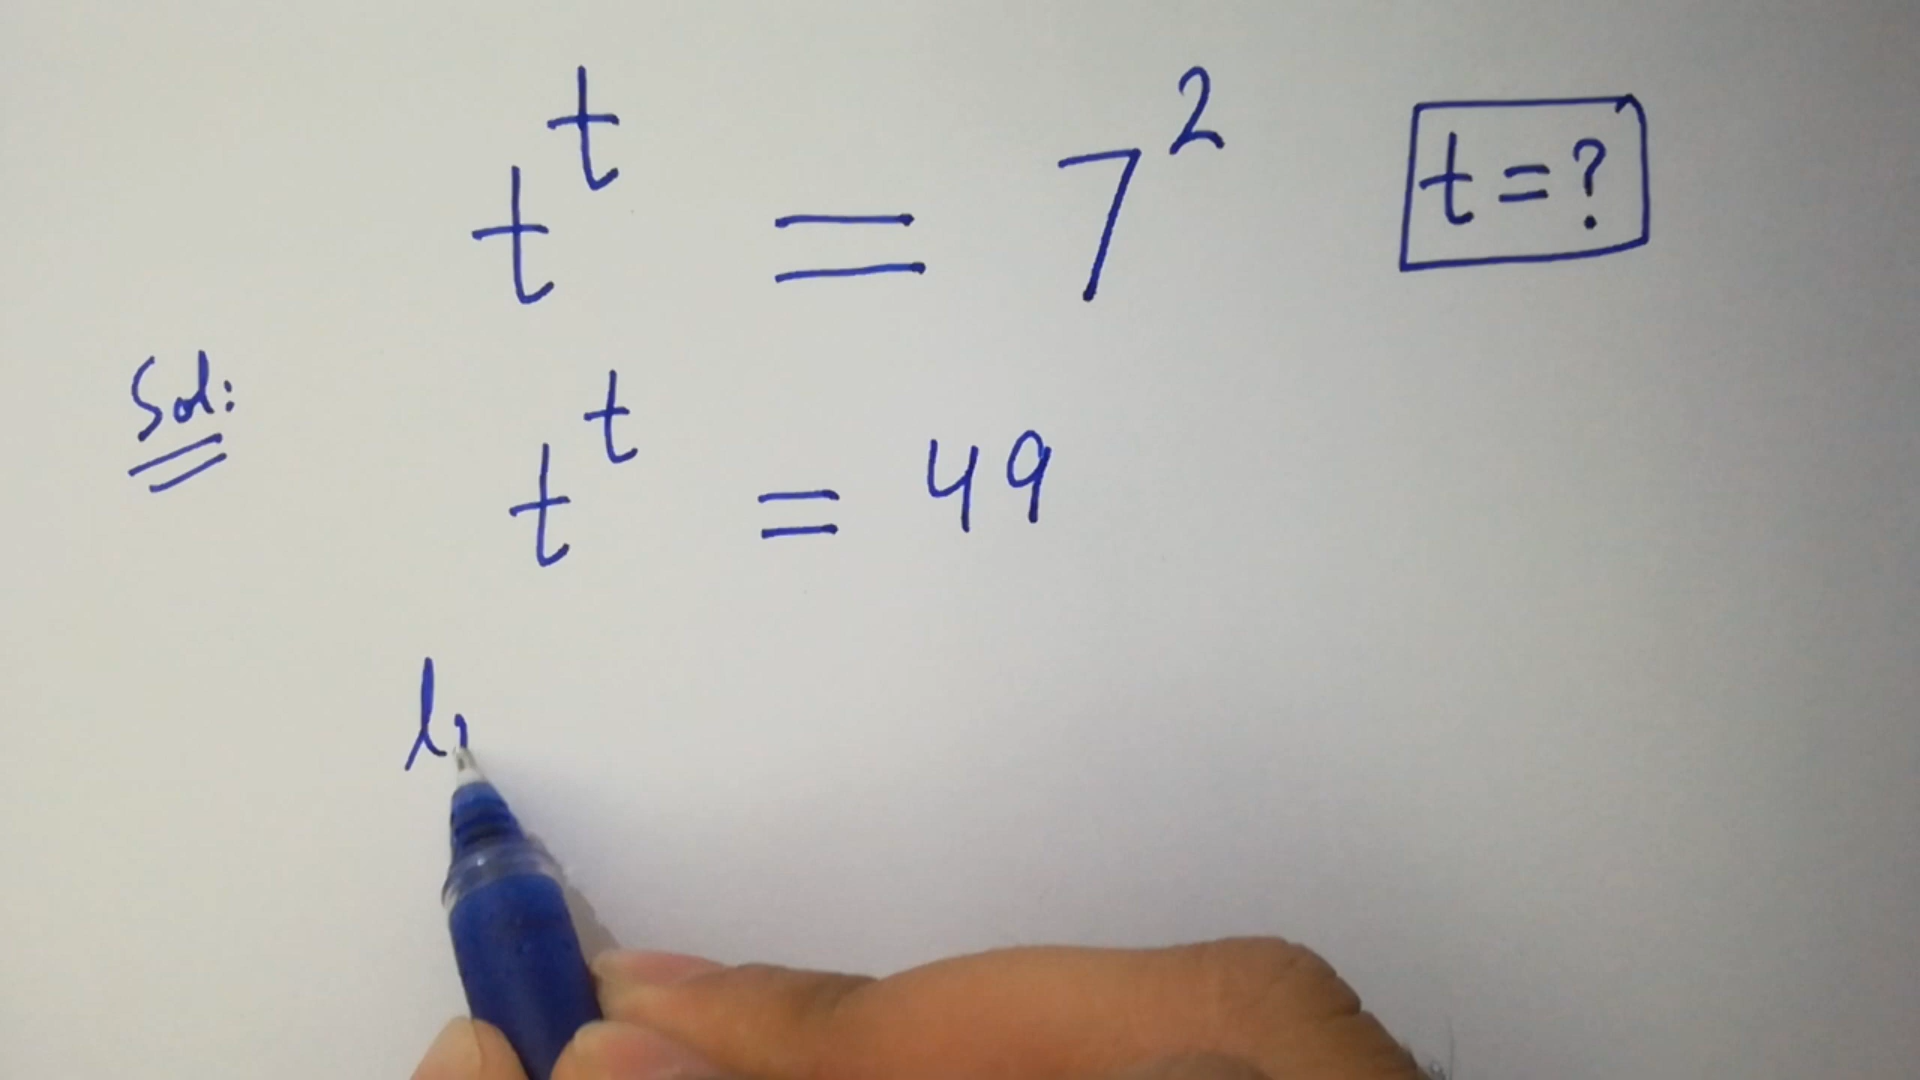 t^t = 7^2 t = ?
Sol:
t^t = 49